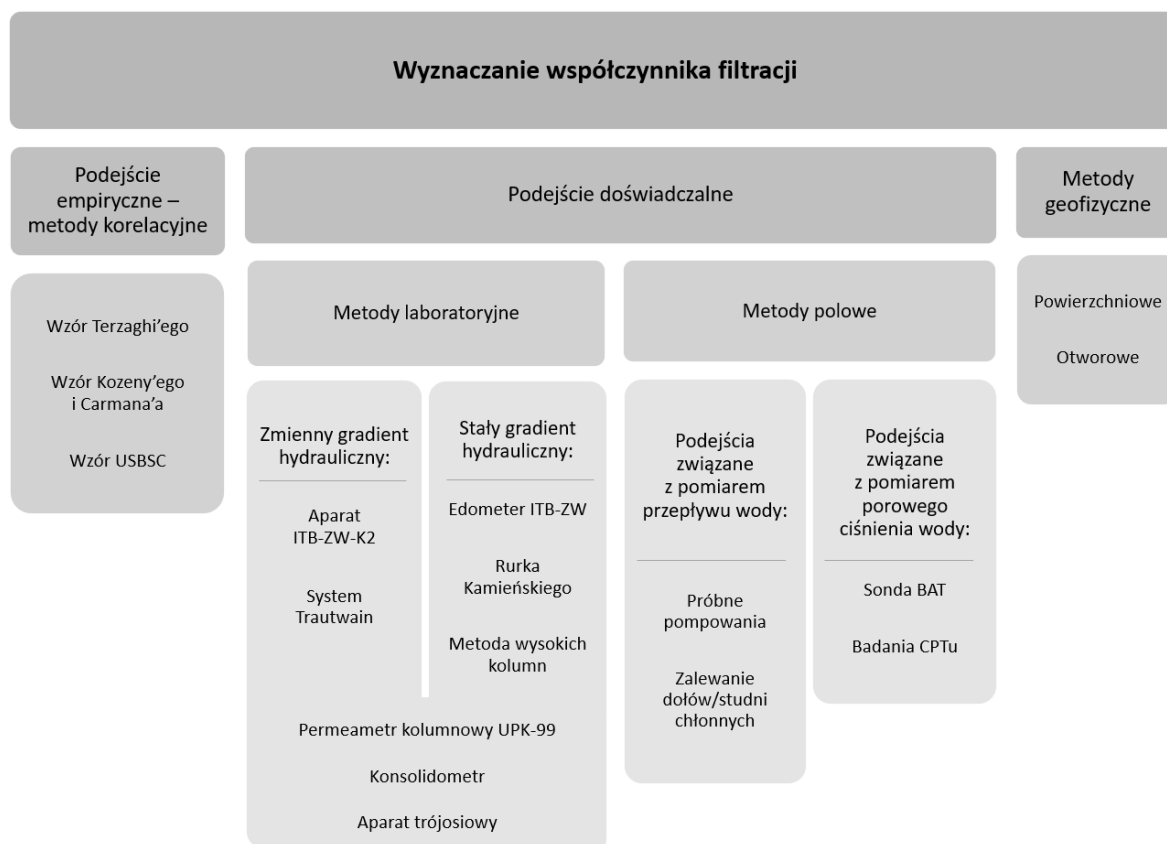 Wyznaczanie współczynnika filtracji
Podejście
empiryczne –
metody korelacyjne
Wzór Terzaghi’ego
Wzór Kozeny’ego
i Carmana’a
Wzór USBSC
Podejście doświadczalne
Metody laboratoryjne
Zmienny gradient
hydrauliczny:
Aparat
ITB-ZW-K2
System
Trautwain
Stały gradient
hydrauliczny:
Edometer ITB-ZW
Rurka
Kamieńskiego
Metoda wysokich
kolumn
Permeametr kolumnowy UPK-99
Konsolidometr
Aparat trójosiowy
Metody polowe
Podejścia
związane
z pomiarem
przepływu wody:
Próbne
pompowania
Zalewanie
dołów/studni
chłonnych
Podejścia
związane
z pomiarem
porowego
ciśnienia wody:
Sonda BAT
Badania CPTu
Metody
geofizyczne
Powierzchniowe
Otworowe